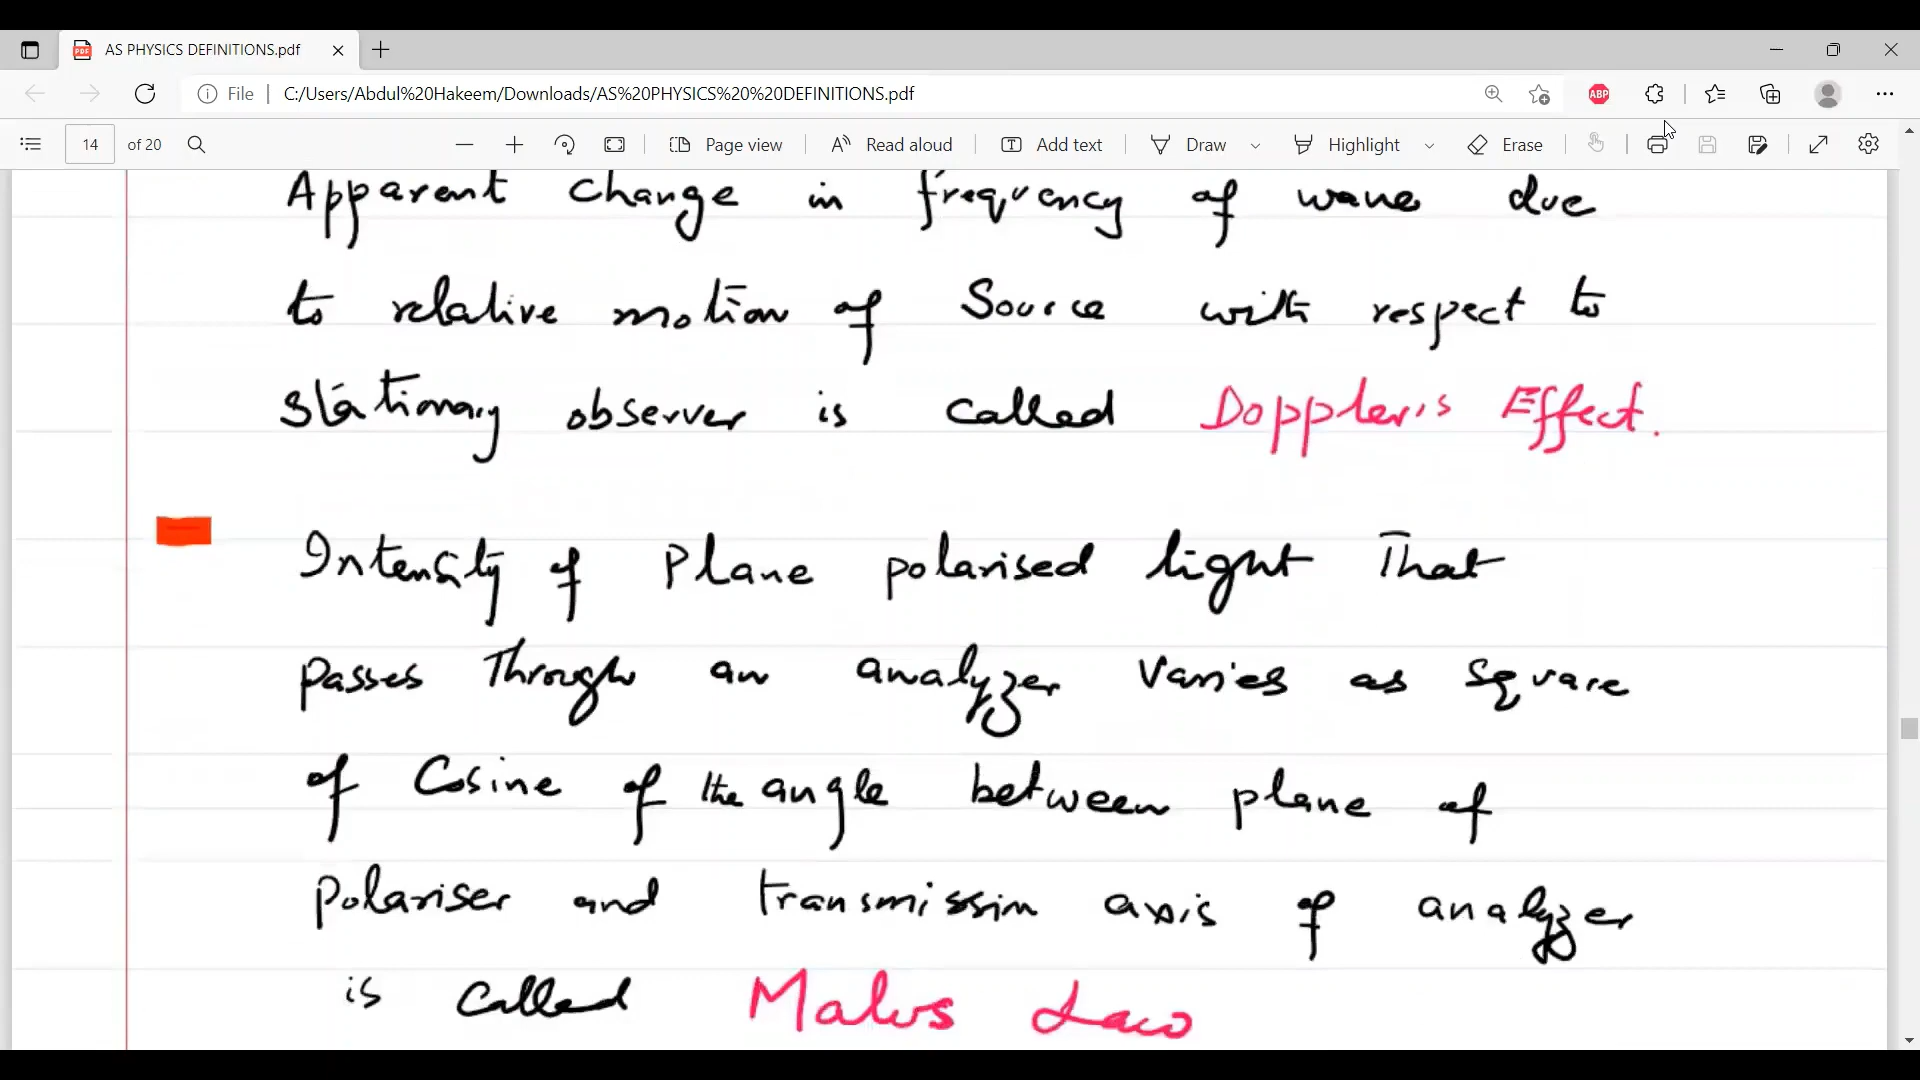 AS PHYSICS DEFINITIONS.pdf
File C:/Users/Abdul%20Hakeem/Downloads/AS%20PHYSICS%20%20DEFINITIONS.pdf
14 of 20 Page view Read aloud Add text Draw Highlight Erase
Apparent Change in frequency of wave due
to relative motion of Source with respect to
Stationary observer is called Doppler's Effect.
Intensity of Plane polarised light That
passes Through an analyzer Varies as square
of Cosine of the angle between plane of
polariser and transmission axis of analyzer
is called Malus Law